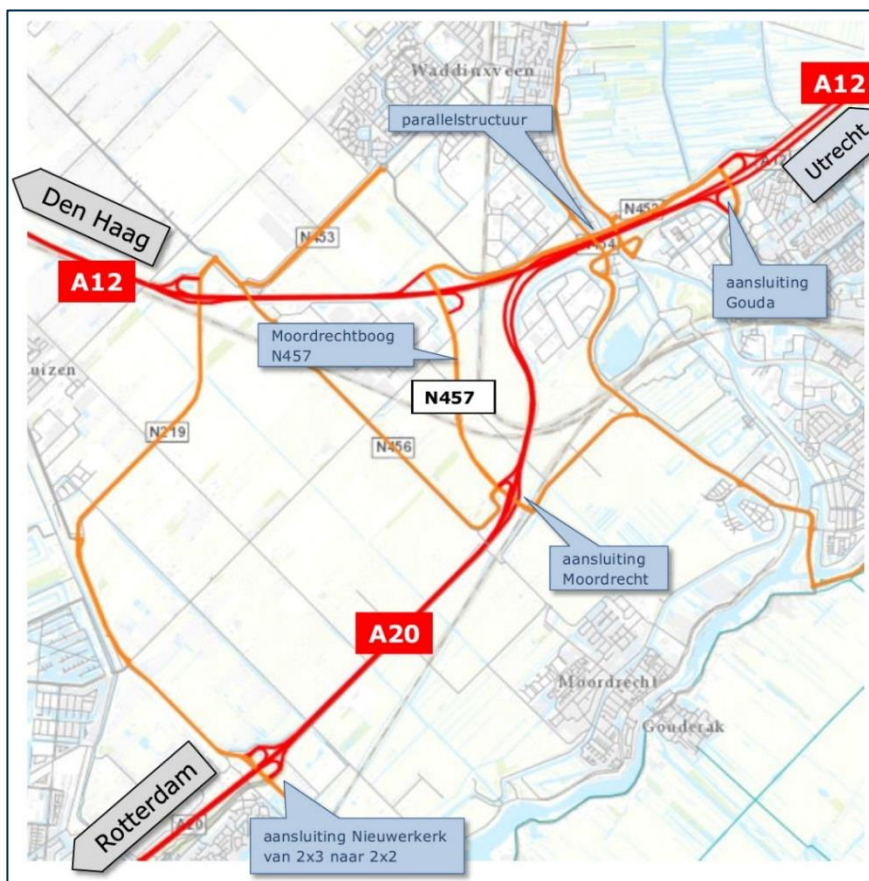 Waddinxveen
A12
parallelstructuur
Utrecht
A12
Den Haag
N453
N452
A12
aansluiting
Gouda
Moordrechtboog
N457
N457
N219
N456
aansluiting
Moordrecht
A20
Moordrecht
Gouderak
Rotterdam
A20
aansluiting Nieuwerkerk
van 2x3 naar 2x2